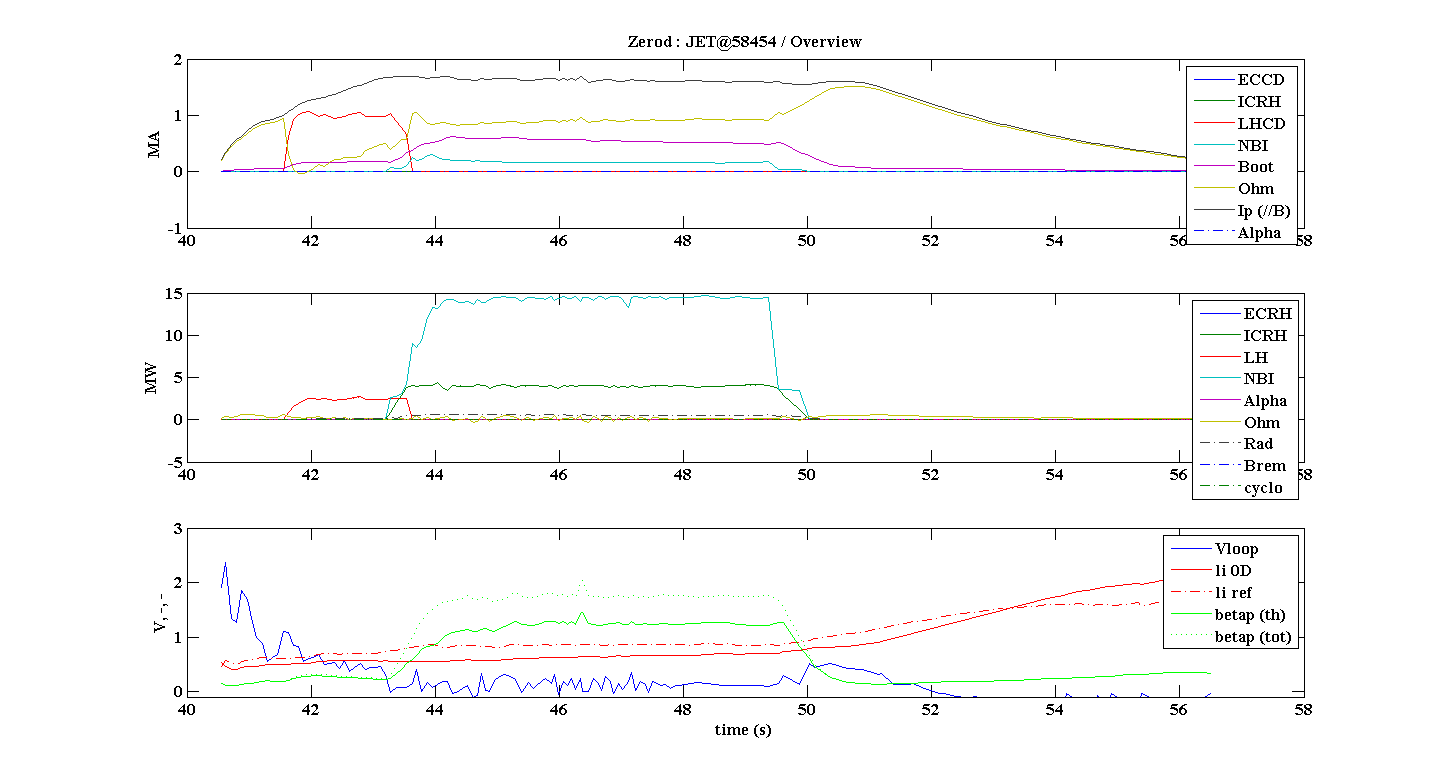 Zerod : JET@58454 / Overview
2
1
0
-1
MA
40 42 44 46 48 50 52 54 56 58
ECCD
ICRH
LHCD
NBI
Boot
Ohm
Ip (//B)
Alpha
15
10
5
0
-5
MW
40 42 44 46 48 50 52 54 56 58
ECRH
ICRH
LH
NBI
Alpha
Ohm
Rad
Brem
cyclo
3
2
1
0
V, -, -
40 42 44 46 48 50 52 54 56 58
Vloop
li 0D
li ref
betap (th)
betap (tot)
time (s)